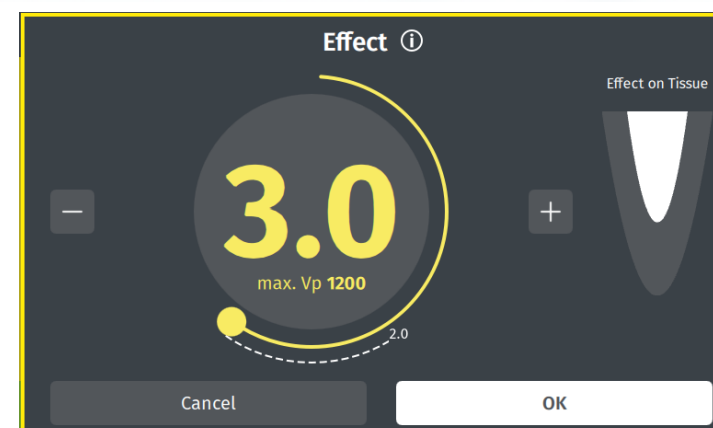 Effect ⓘ
Effect on Tissue
3.0
max. Vp 1200
2.0
Cancel
OK